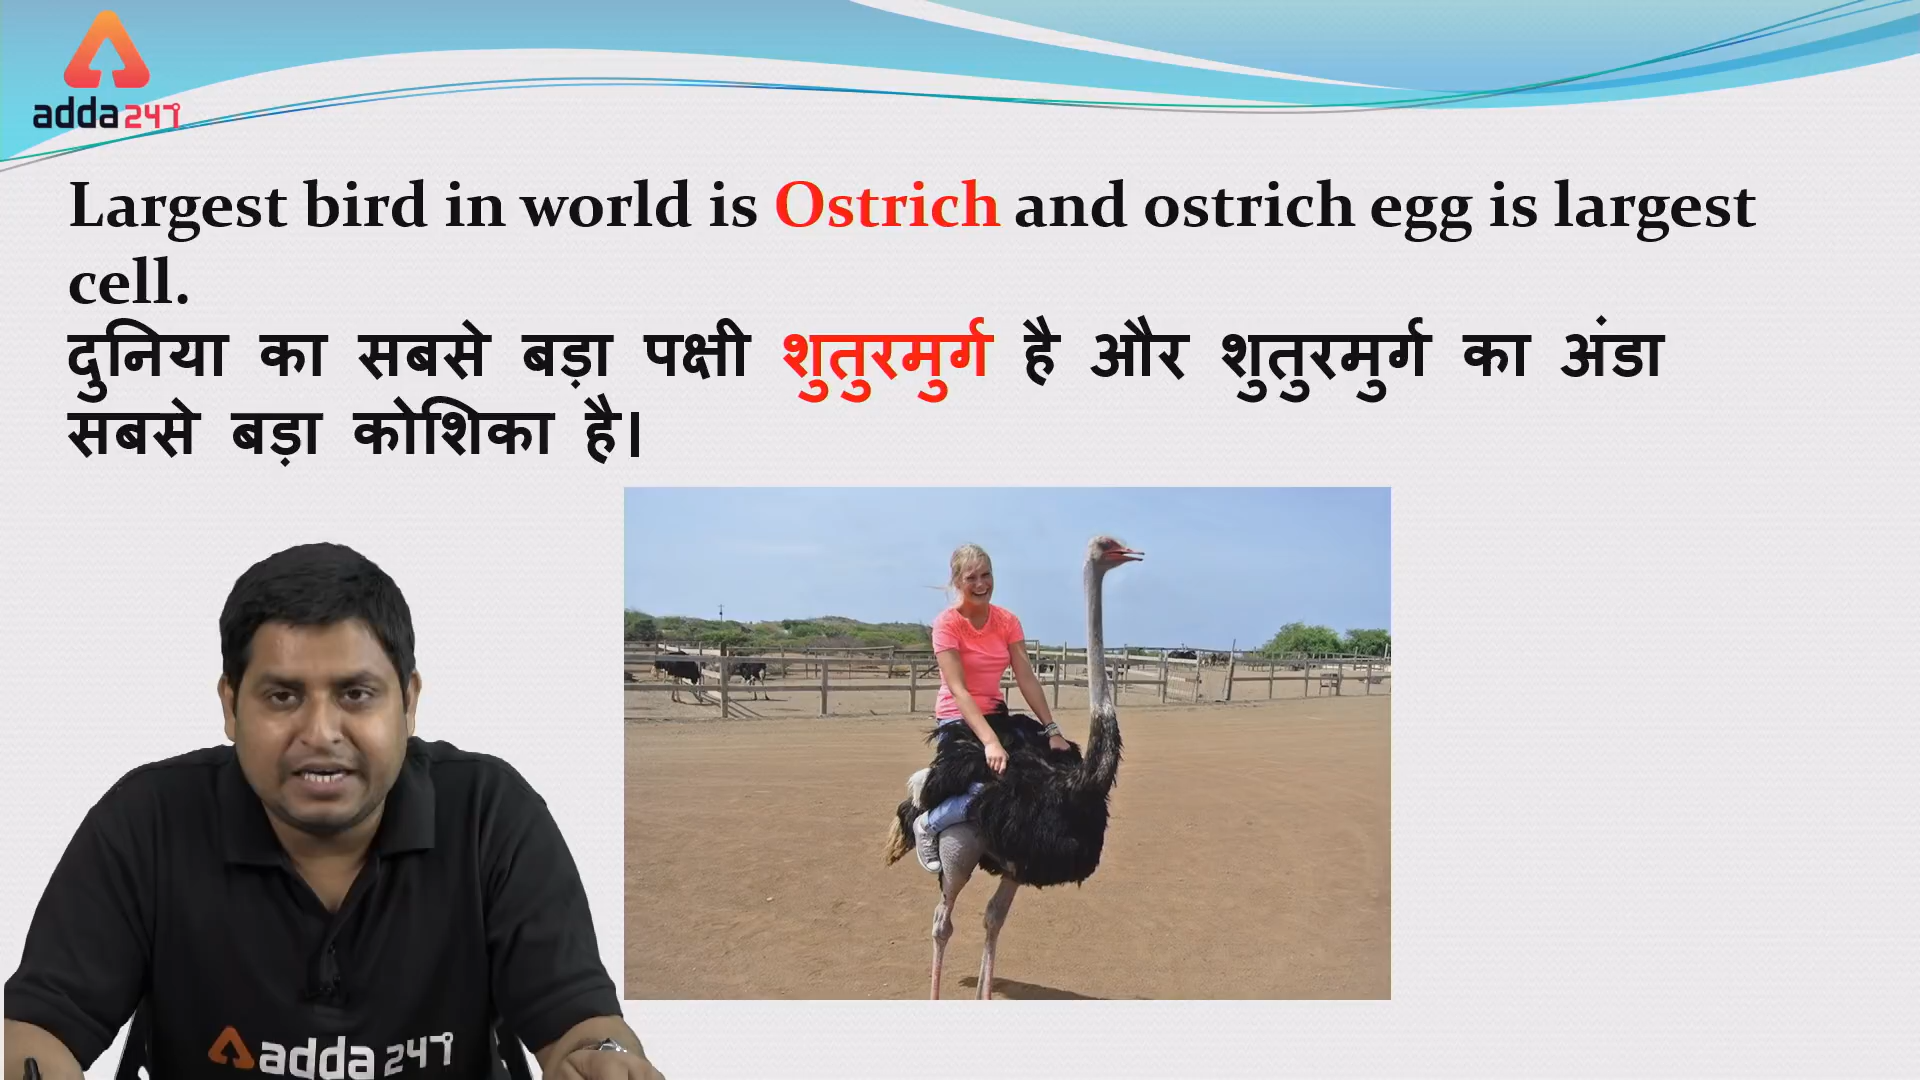 adda247
Largest bird in world is Ostrich and ostrich egg is largest
cell.
दुनिया का सबसे बड़ा पक्षी शुतुरमुर्ग है और शुतुरमुर्ग का अंडा
सबसे बड़ा कोशिका है।
adda247